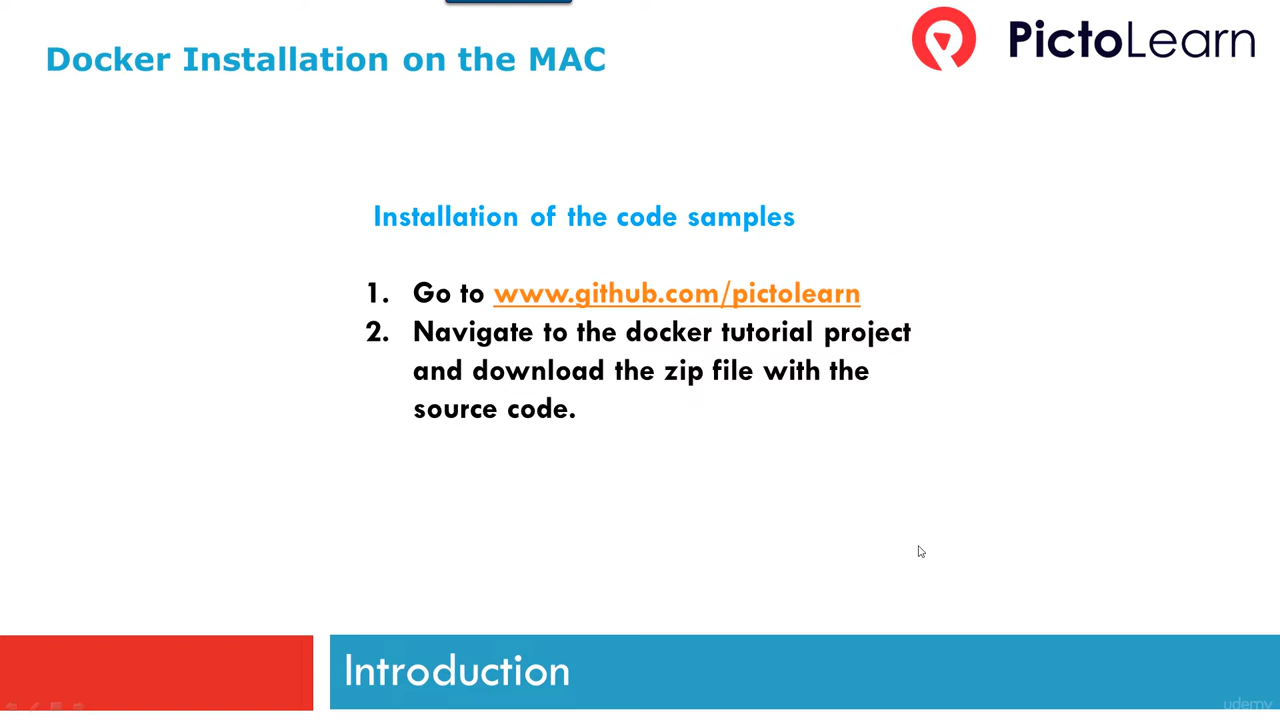 Docker Installation on the MAC
PictoLearn
Installation of the code samples
1. Go to www.github.com/pictolearn
2. Navigate to the docker tutorial project
and download the zip file with the
source code.
Introduction
udemy